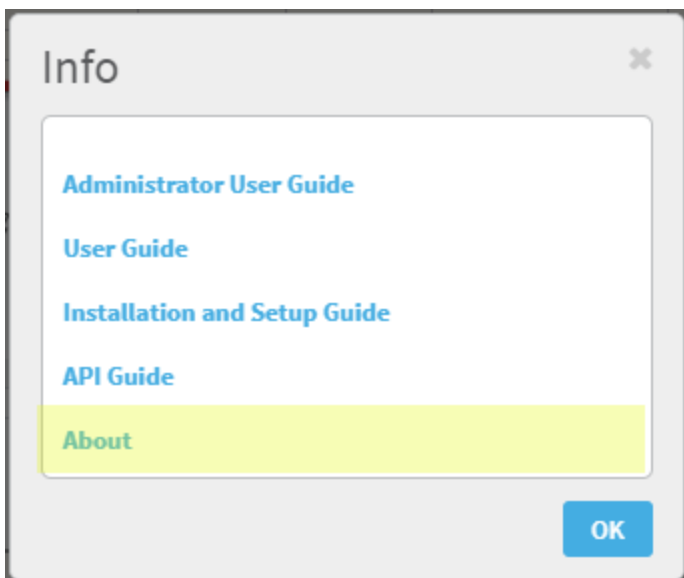 Info
Administrator User Guide
User Guide
Installation and Setup Guide
API Guide
About
OK